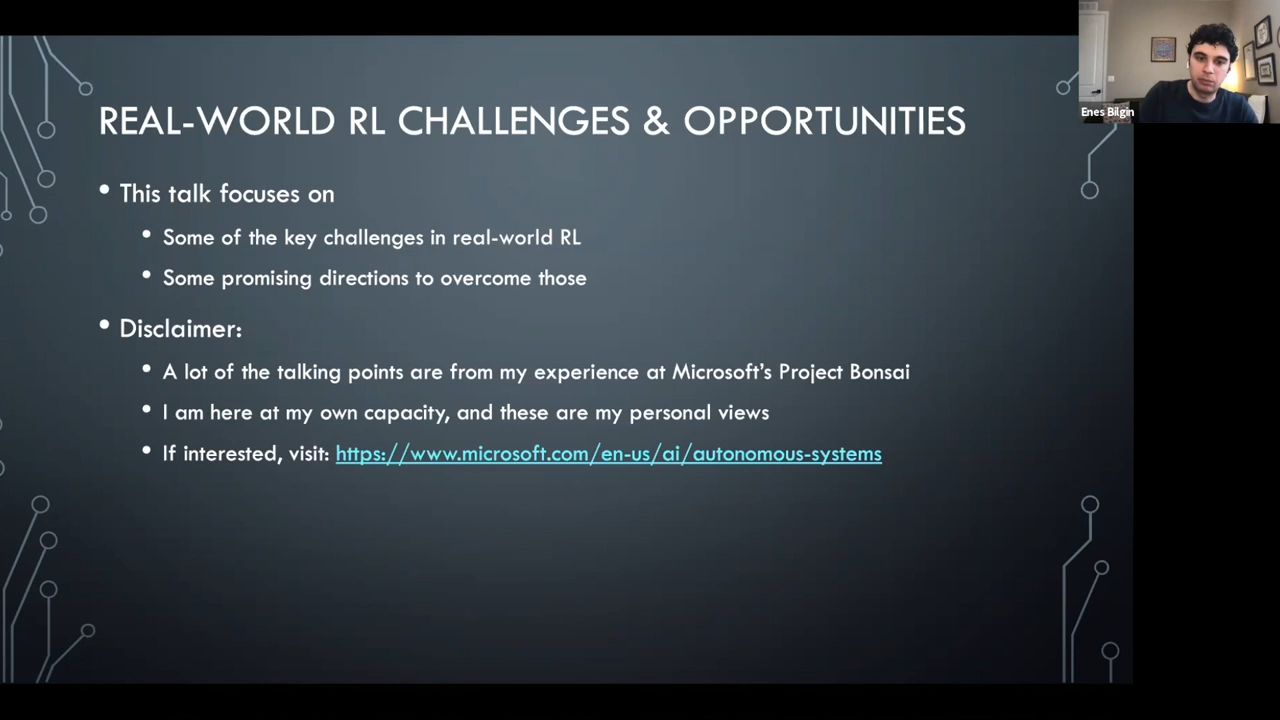 Enes Bilgin
REAL-WORLD RL CHALLENGES & OPPORTUNITIES
• This talk focuses on
• Some of the key challenges in real-world RL
• Some promising directions to overcome those
• Disclaimer:
• A lot of the talking points are from my experience at Microsoft's Project Bonsai
• I am here at my own capacity, and these are my personal views
• If interested, visit: https://www.microsoft.com/en-us/ai/autonomous-systems